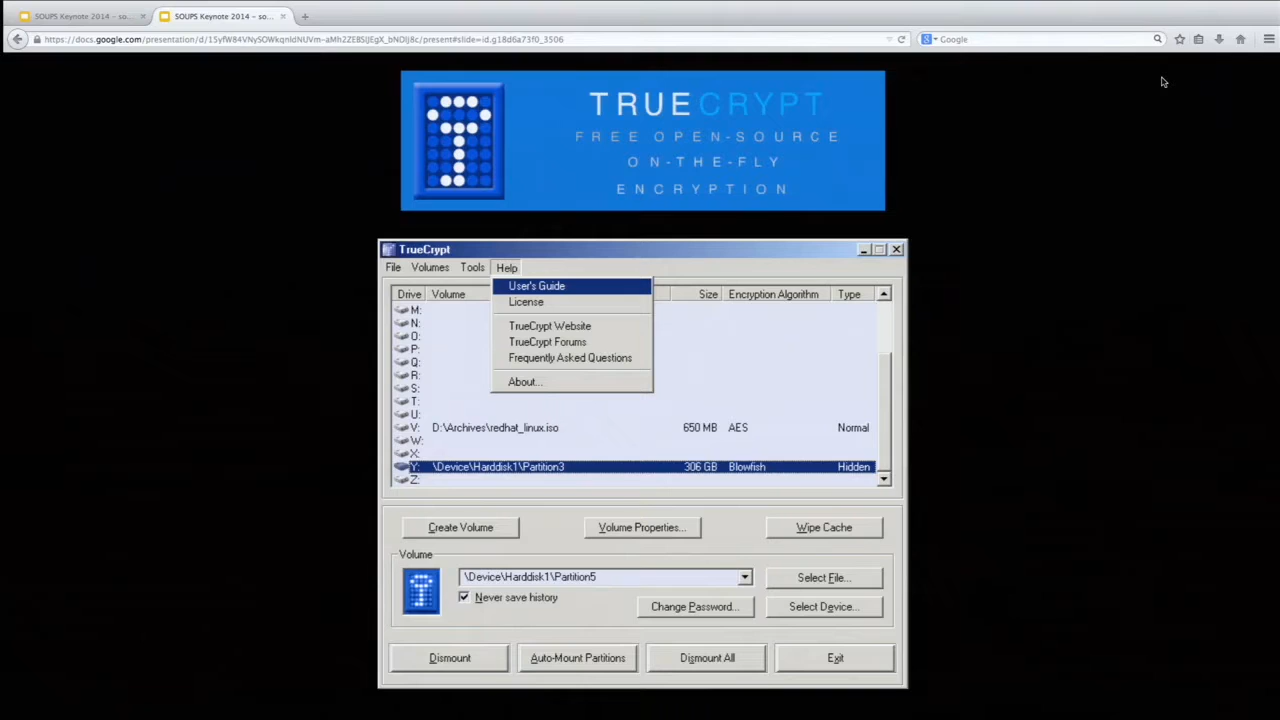 SOUPS Keynote 2014 – so...
SOUPS Keynote 2014 – so...
Google
TRUECRYPT
FREE OPEN-SOURCE
ON-THE-FLY
ENCRYPTION
TrueCrypt
File Volumes Tools Help
Drive Volume Size Encryption Algorithm Type
User's Guide
License
TrueCrypt Website
TrueCrypt Forums
Frequently Asked Questions
About...
M:
N:
O:
P:
Q:
R:
S:
T:
U:
V: D:\Archives\redhat_linux.iso 650 MB AES Normal
W:
X:
Y: \Device\Harddisk1\Partition3 306 GB Blowfish Hidden
Z:
Create Volume Volume Properties... Wipe Cache
Volume
\Device\Harddisk1\Partition5 Select File...
Never save history Change Password... Select Device...
Dismount Auto-Mount Partitions Dismount All Exit